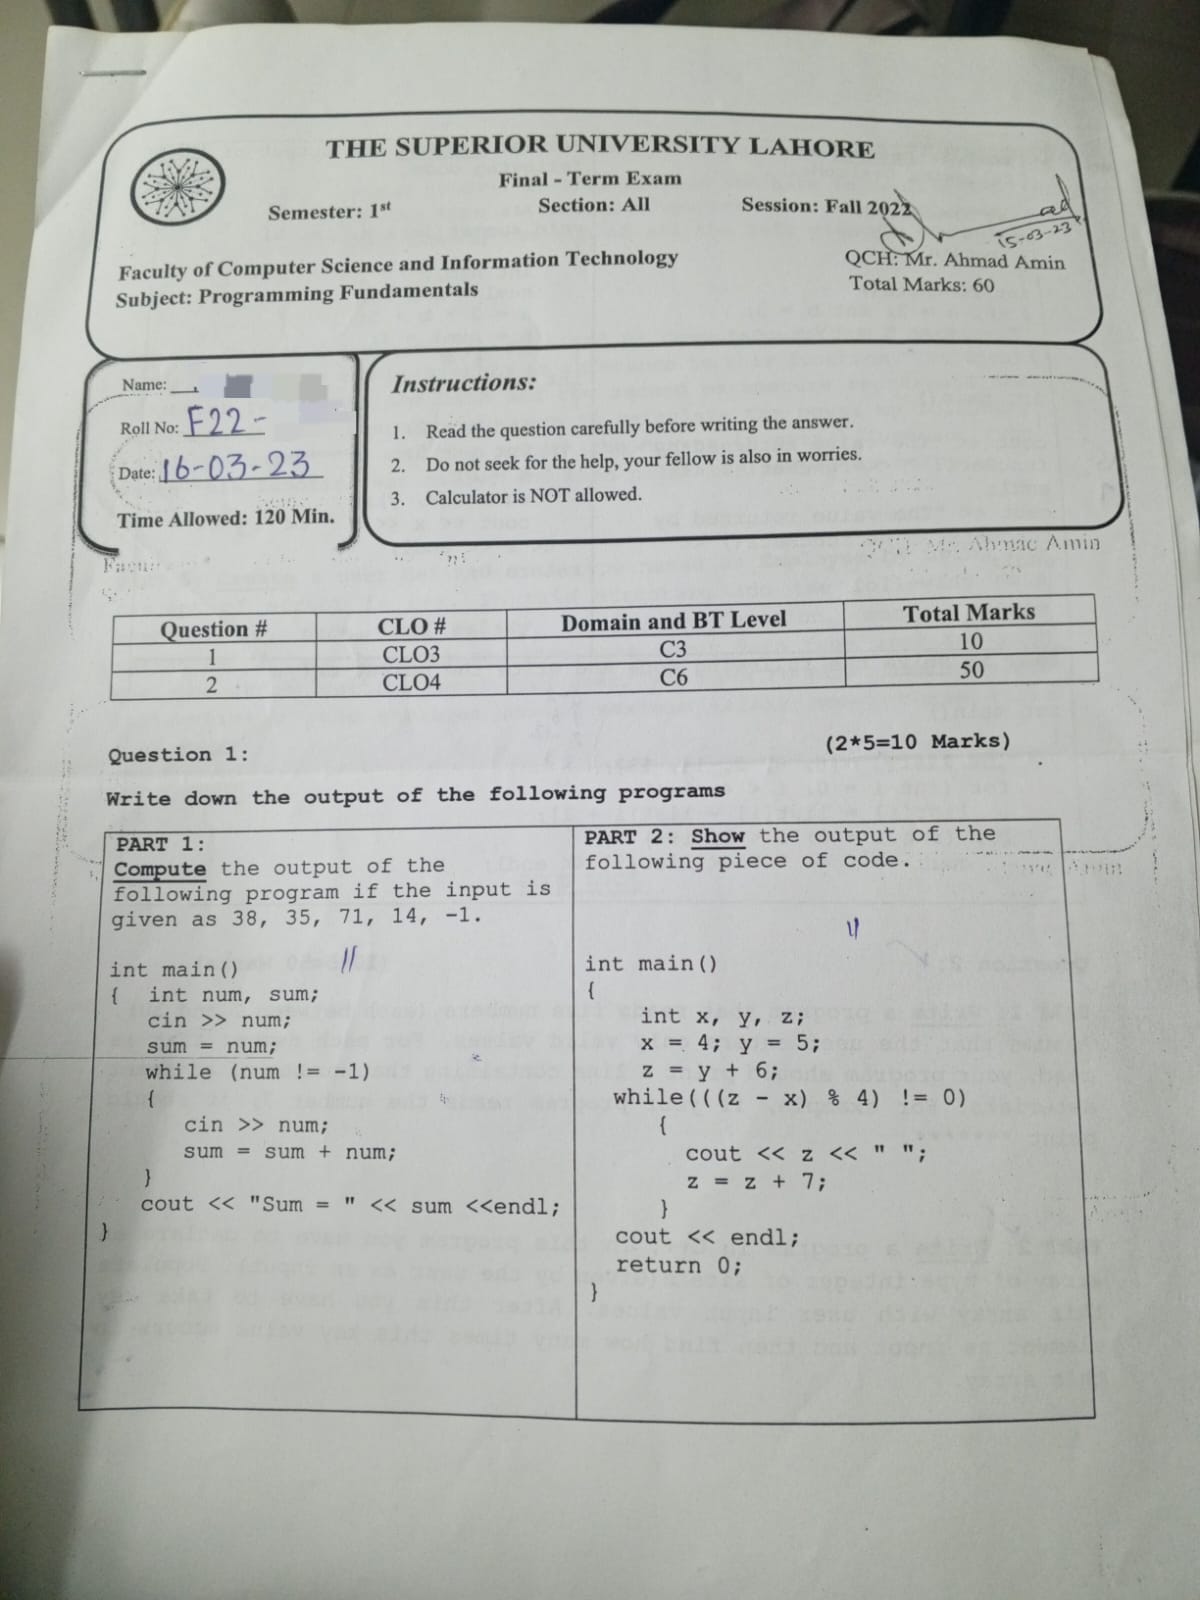 THE SUPERIOR UNIVERSITY LAHORE
Final - Term Exam
Semester: 1st Section: All Session: Fall 2022
15-03-23
Faculty of Computer Science and Information Technology
QCH: Mr. Ahmad Amin
Subject: Programming Fundamentals
Total Marks: 60
Name:
Roll No: F22-
Date: 16-03-23
Time Allowed: 120 Min.
Instructions:
1. Read the question carefully before writing the answer.
2. Do not seek for the help, your fellow is also in worries.
3. Calculator is NOT allowed.
QCH: Mr. Ahmad Amin
Question # CLO # Domain and BT Level Total Marks
1 CLO3 C3 10
2 CLO4 C6 50
Question 1: (2*5=10 Marks)
Write down the output of the following programs
PART 1:
Compute the output of the
following program if the input is
given as 38, 35, 71, 14, -1.
int main()
{ int num, sum;
cin >> num;
sum = num;
while (num != -1)
{
cin >> num;
sum = sum + num;
}
cout << "Sum = " << sum <<endl;
}
PART 2: Show the output of the
following piece of code.
int main()
{
int x, y, z;
x = 4; y = 5;
z = y + 6;
while(((z - x) % 4) != 0)
{
cout << z << " ";
z = z + 7;
}
cout << endl;
return 0;
}